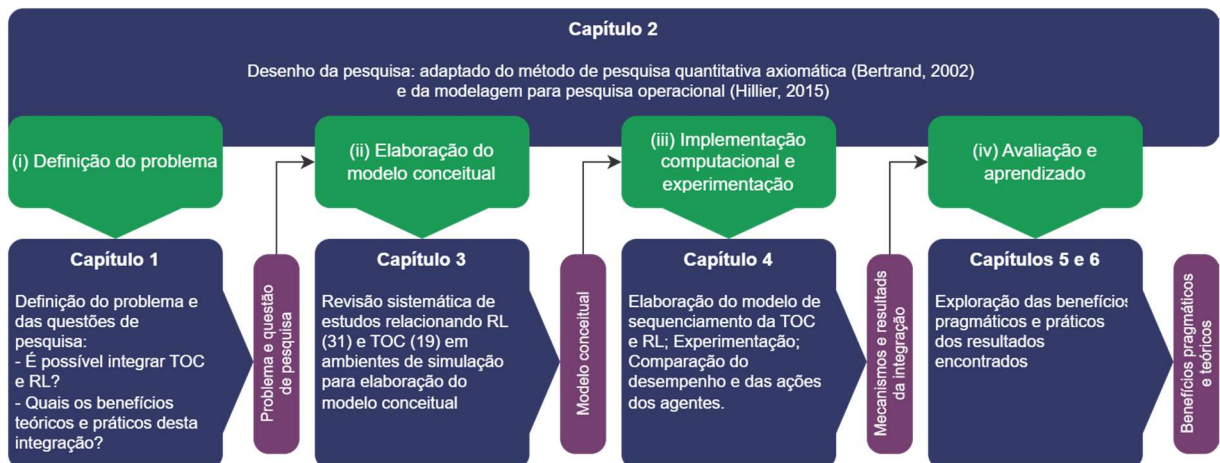 Capítulo 2
Desenho da pesquisa: adaptado do método de pesquisa quantitativa axiomática (Bertrand, 2002)
e da modelagem para pesquisa operacional (Hillier, 2015)
(i) Definição do problema
(ii) Elaboração do
modelo conceitual
(iii) Implementação
computacional e
experimentação
(iv) Avaliação e
aprendizado
Capítulo 1
Definição do problema e
das questões de
pesquisa:
- É possível integrar TOC
e RL?
- Quais os benefícios
teóricos e práticos desta
integração?
Problema e questão
de pesquisa
Capítulo 3
Revisão sistemática de
estudos relacionando RL
(31) e TOC (19) em
ambientes de simulação
para elaboração do
modelo conceitual
Modelo conceitual
Capítulo 4
Elaboração do modelo de
sequenciamento da TOC
e RL; Experimentação;
Comparação do
desempenho e das ações
dos agentes.
Mecanismos e resultads
da integração
Capítulos 5 e 6
Exploração das benefícios
pragmáticos e práticos
dos resultados
encontrados
Benefícios pragmáticos
e teóricos